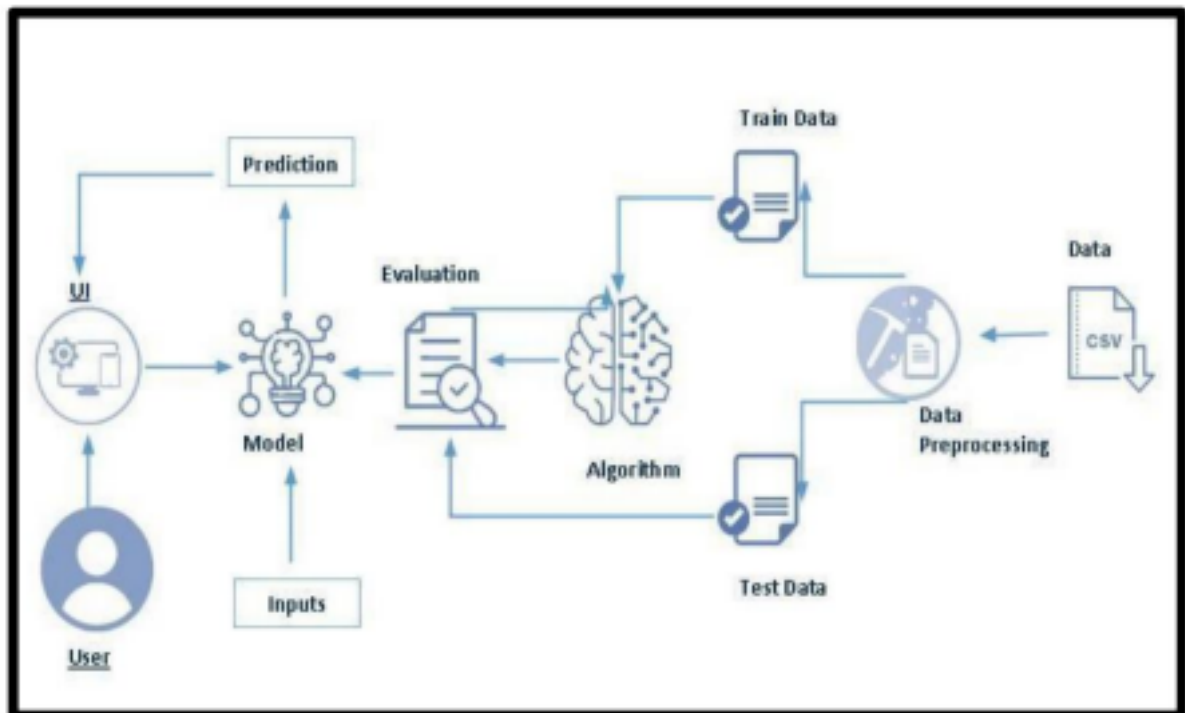 Train Data
Prediction
Data
Evaluation
UI
CSV
Model
Data
Preprocessing
Algorithm
Inputs
Test Data
User